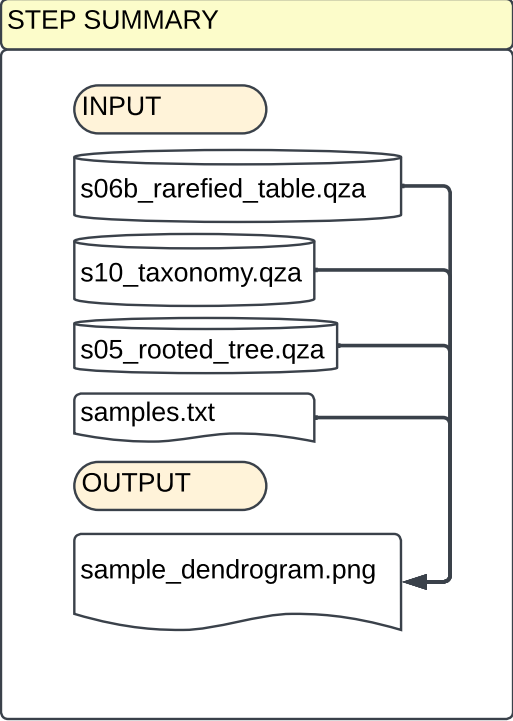 STEP SUMMARY
INPUT
s06b_rarefied_table.qza
s10_taxonomy.qza
s05_rooted_tree.qza
samples.txt
OUTPUT
sample_dendrogram.png